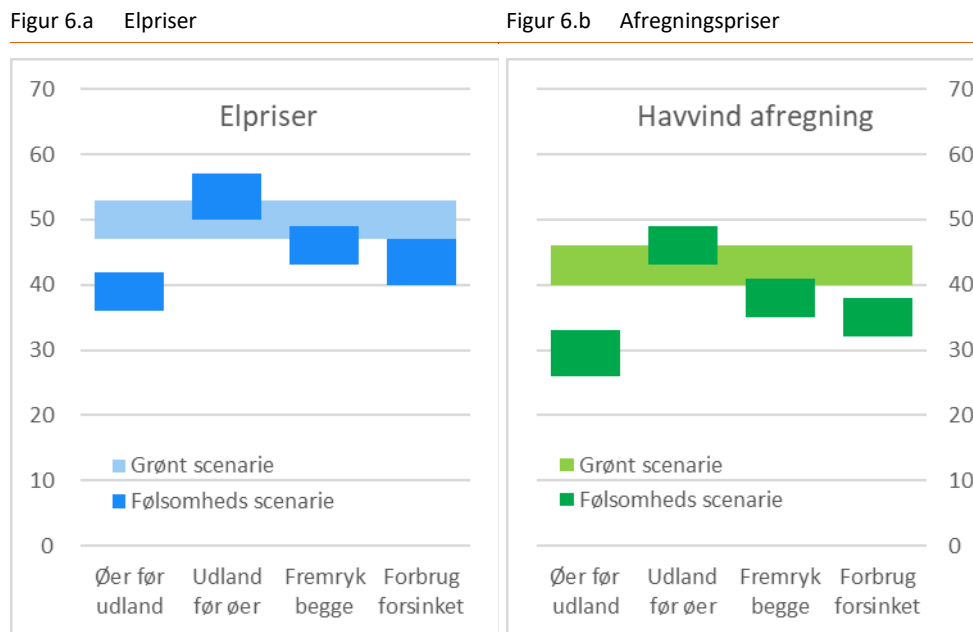 Figur 6.a Elpriser
Figur 6.b Afregningspriser
Elpriser
70
60
50
40
30
20
10
0
Grønt scenarie
Følsomheds scenarie
Øer før
udland
Udland
før øer
Fremryk
begge
Forbrug
forsinket
Havvind afregning
70
60
50
40
30
20
10
0
Grønt scenarie
Følsomheds scenarie
Øer før
udland
Udland
før øer
Fremryk
begge
Forbrug
forsinket